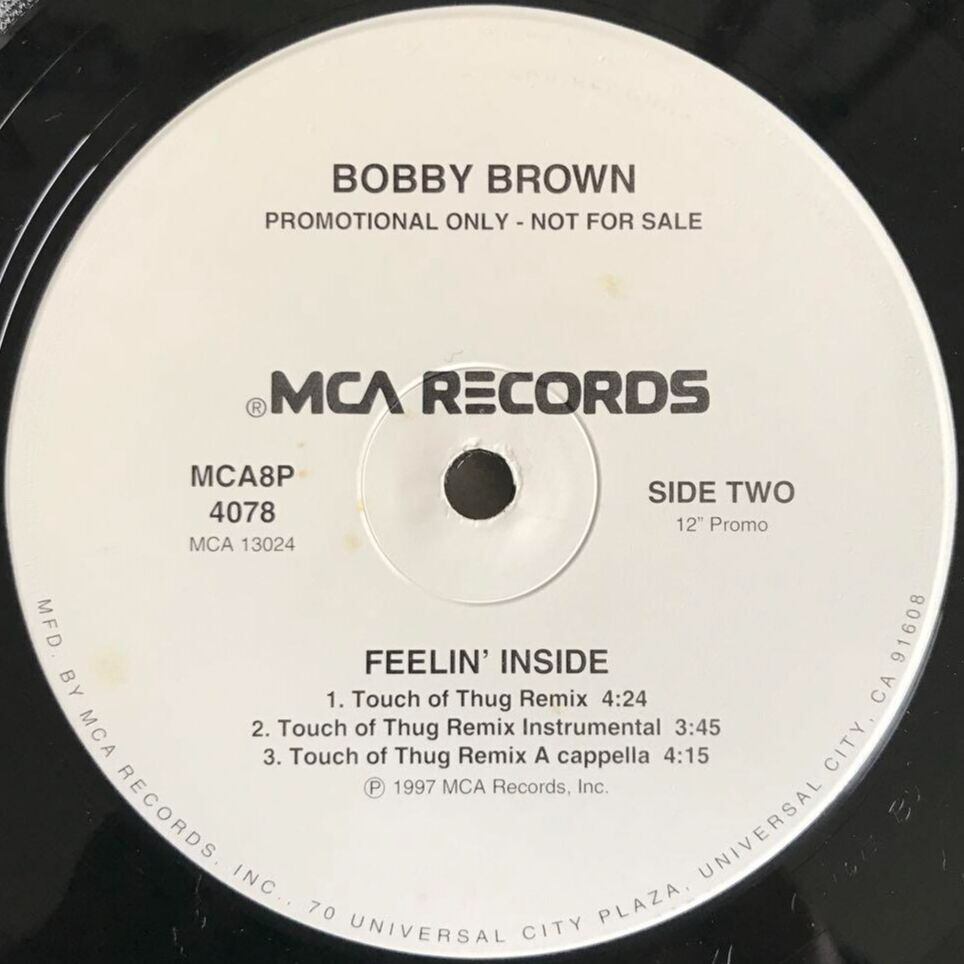 BOBBY BROWN
PROMOTIONAL ONLY - NOT FOR SALE
®MCA RECORDS
MCA8P
4078
MCA 13024
SIDE TWO
12" Promo
FEELIN' INSIDE
1. Touch of Thug Remix 4:24
2. Touch of Thug Remix Instrumental 3:45
3. Touch of Thug Remix A cappella 4:15
℗ 1997 MCA Records, Inc.
MFD. BY MCA RECORDS, INC., 70 UNIVERSAL CITY PLAZA, UNIVERSAL CITY, CA 91608